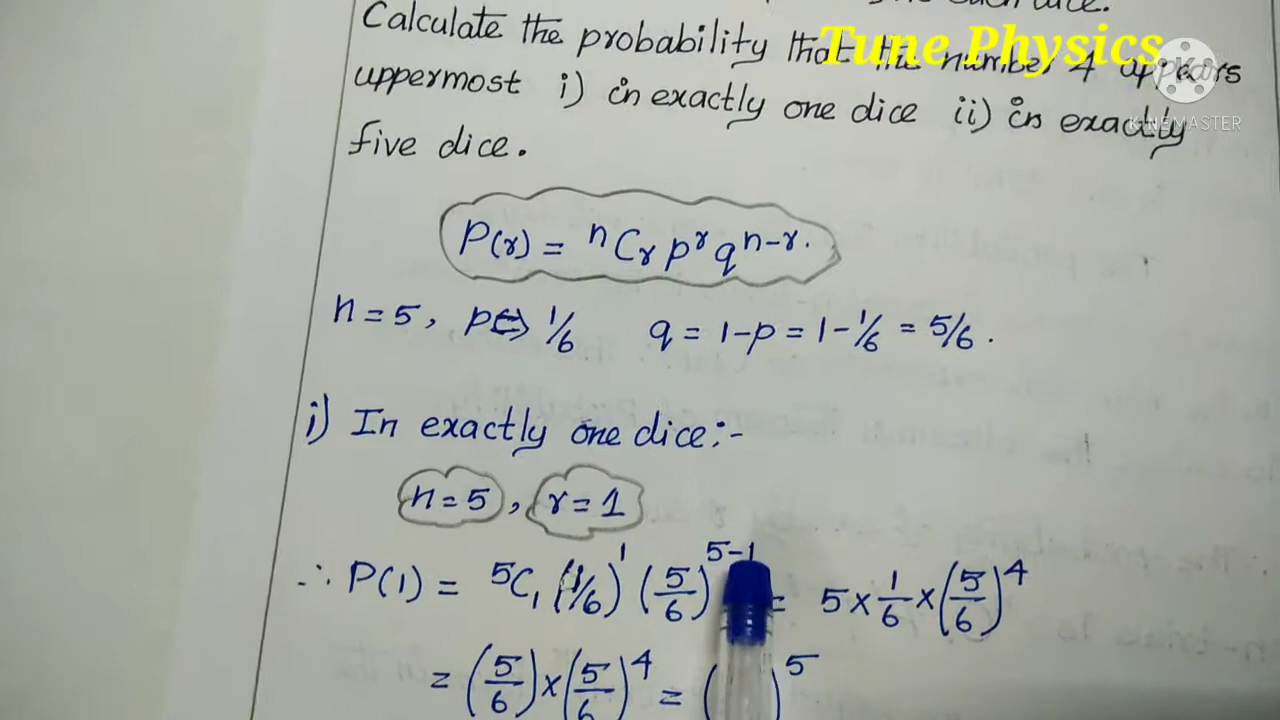 each dice.
Calculate the probability that the number 4 appears
Tune Physics
uppermost i) in exactly one dice ii) in exactly
KINEMASTER
five dice.
P(r) = ⁿCᵣ pʳ qⁿ⁻ʳ.
n = 5, p ⇔ 1/6 q = 1-p = 1-1/6 = 5/6.
i) In exactly one dice:-
n = 5, r = 1
∴ P(1) = ⁵C₁ (1/6)¹ (5/6)⁵⁻¹ = 5 × 1/6 × (5/6)⁴
= (5/6) × (5/6)⁴ = ( )⁵